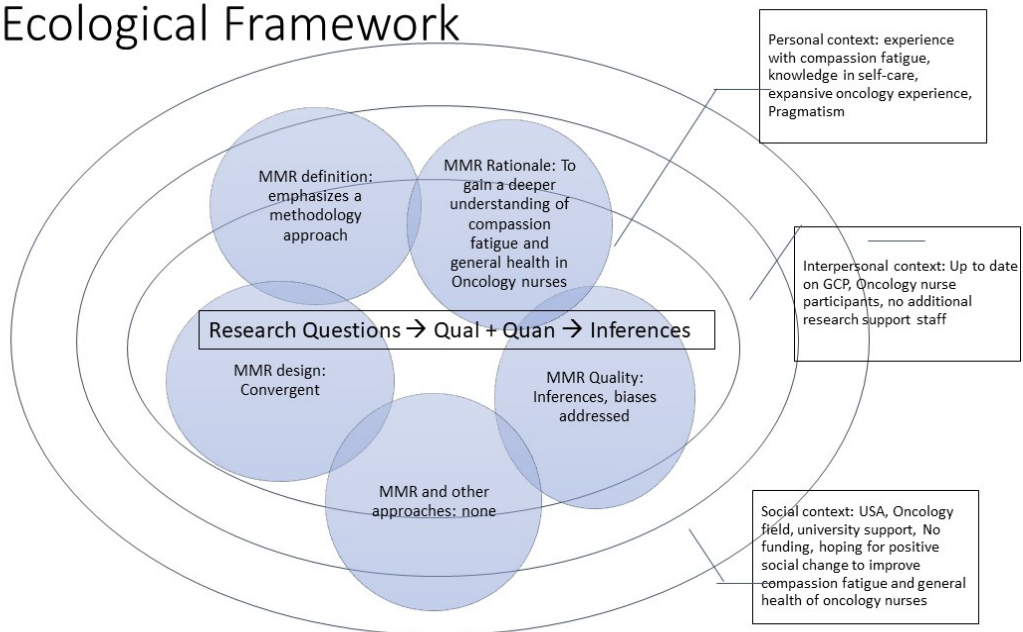 Ecological Framework
Personal context: experience
with compassion fatigue,
knowledge in self-care,
expansive oncology experience,
Pragmatism
MMR definition:
emphasizes a
methodology
approach
MMR Rationale: To
gain a deeper
understanding of
compassion
fatigue and
general health in
Oncology nurses
Interpersonal context: Up to date
on GCP, Oncology nurse
participants, no additional
research support staff
Research Questions → Qual + Quan → Inferences
MMR design:
Convergent
MMR Quality:
Inferences, biases
addressed
MMR and other
approaches: none
Social context: USA, Oncology
field, university support, No
funding, hoping for positive
social change to improve
compassion fatigue and general
health of oncology nurses